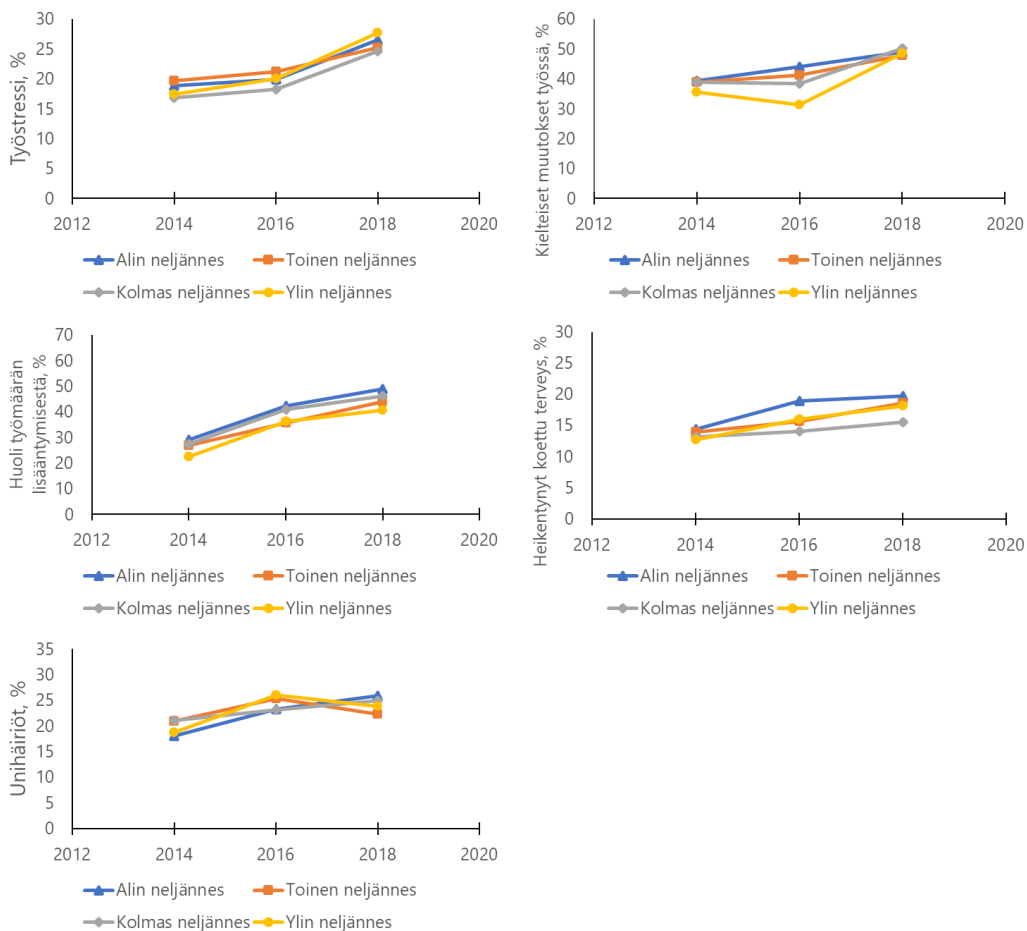 Työstressi, %
30
25
20
15
10
5
0
2012 2014 2016 2018 2020
Alin neljännes Toinen neljännes
Kolmas neljännes Ylin neljännes
Kielteiset muutokset työssä, %
60
50
40
30
20
10
0
2012 2014 2016 2018 2020
Alin neljännes Toinen neljännes
Kolmas neljännes Ylin neljännes
Huoli työmäärän
lisääntymisestä, %
70
60
50
40
30
20
10
0
2012 2014 2016 2018 2020
Alin neljännes Toinen neljännes
Kolmas neljännes Ylin neljännes
Heikentynyt koettu terveys, %
30
25
20
15
10
5
0
2012 2014 2016 2018 2020
Alin neljännes Toinen neljännes
Kolmas neljännes Ylin neljännes
Unihäiriöt, %
35
30
25
20
15
10
5
0
2012 2014 2016 2018 2020
Alin neljännes Toinen neljännes
Kolmas neljännes Ylin neljännes